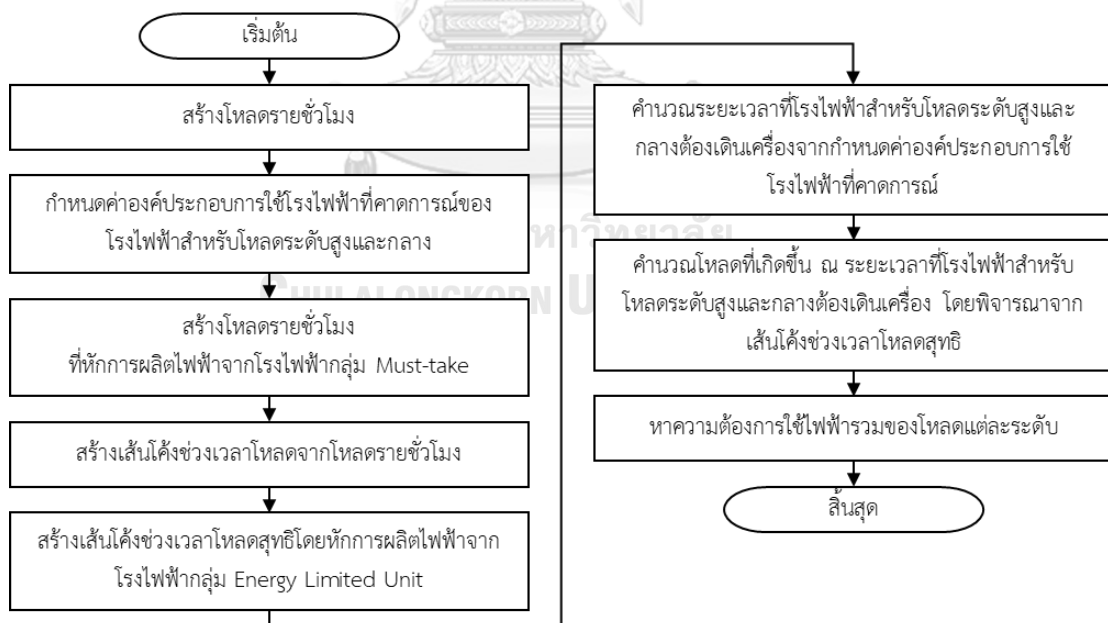 เริ่มต้น
สร้างโหลดรายชั่วโมง
กำหนดค่าองค์ประกอบการใช้โรงไฟฟ้าที่คาดการณ์ของ
โรงไฟฟ้าสำหรับโหลดระดับสูงและกลาง
สร้างโหลดรายชั่วโมง
ที่หักการผลิตไฟฟ้าจากโรงไฟฟ้ากลุ่ม Must-take
สร้างเส้นโค้งช่วงเวลาโหลดจากโหลดรายชั่วโมง
สร้างเส้นโค้งช่วงเวลาโหลดสุทธิโดยหักการผลิตไฟฟ้าจาก
โรงไฟฟ้ากลุ่ม Energy Limited Unit
คำนวณระยะเวลาที่โรงไฟฟ้าสำหรับโหลดระดับสูงและ
กลางต้องเดินเครื่องจากกำหนดค่าองค์ประกอบการใช้
โรงไฟฟ้าที่คาดการณ์
คำนวณโหลดที่เกิดขึ้น ณ ระยะเวลาที่โรงไฟฟ้าสำหรับ
โหลดระดับสูงและกลางต้องเดินเครื่อง โดยพิจารณาจาก
เส้นโค้งช่วงเวลาโหลดสุทธิ
หาความต้องการใช้ไฟฟ้ารวมของโหลดแต่ละระดับ
สิ้นสุด